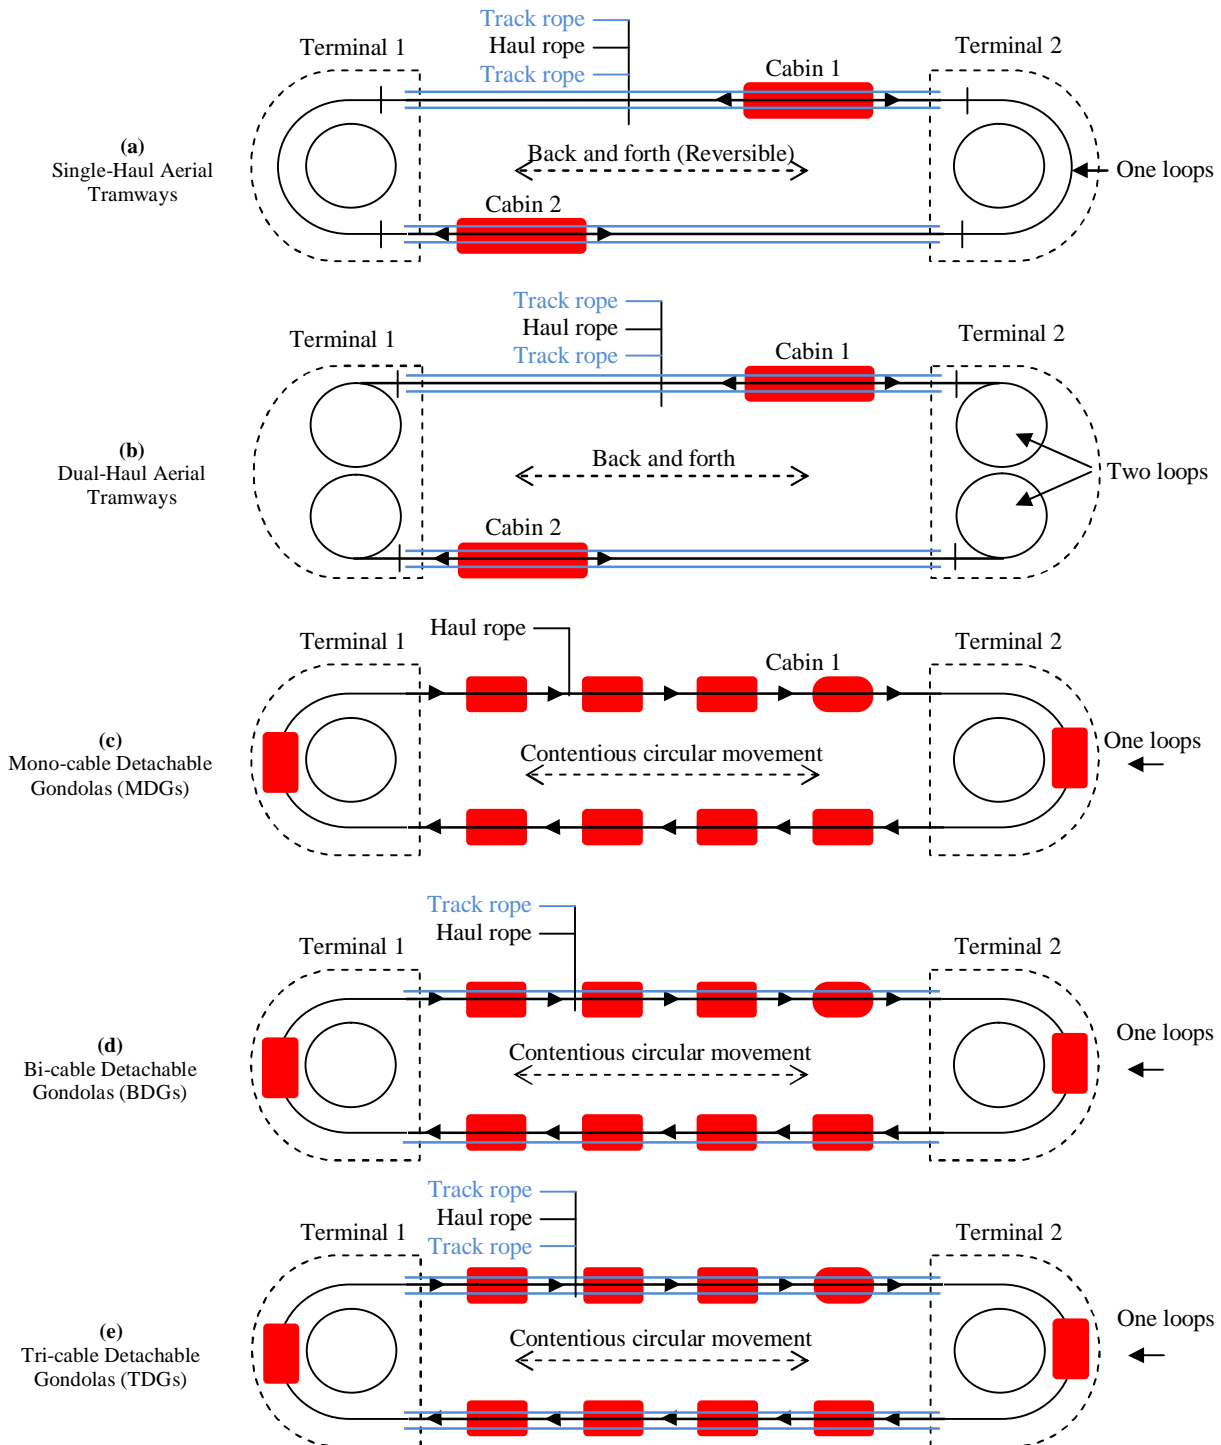 Track rope
Haul rope
Track rope
Terminal 1
Terminal 2
Cabin 1
(a)
Single-Haul Aerial
Tramways
Back and forth (Reversible)
One loops
Cabin 2
Track rope
Haul rope
Track rope
Terminal 1
Terminal 2
Cabin 1
(b)
Dual-Haul Aerial
Tramways
Back and forth
Two loops
Cabin 2
Terminal 1
Haul rope
Terminal 2
Cabin 1
(c)
Mono-cable Detachable
Gondolas (MDGs)
Contentious circular movement
One loops
Track rope
Haul rope
Terminal 1
Terminal 2
(d)
Bi-cable Detachable
Gondolas (BDGs)
Contentious circular movement
One loops
Track rope
Haul rope
Track rope
Terminal 1
Terminal 2
(e)
Tri-cable Detachable
Gondolas (TDGs)
Contentious circular movement
One loops